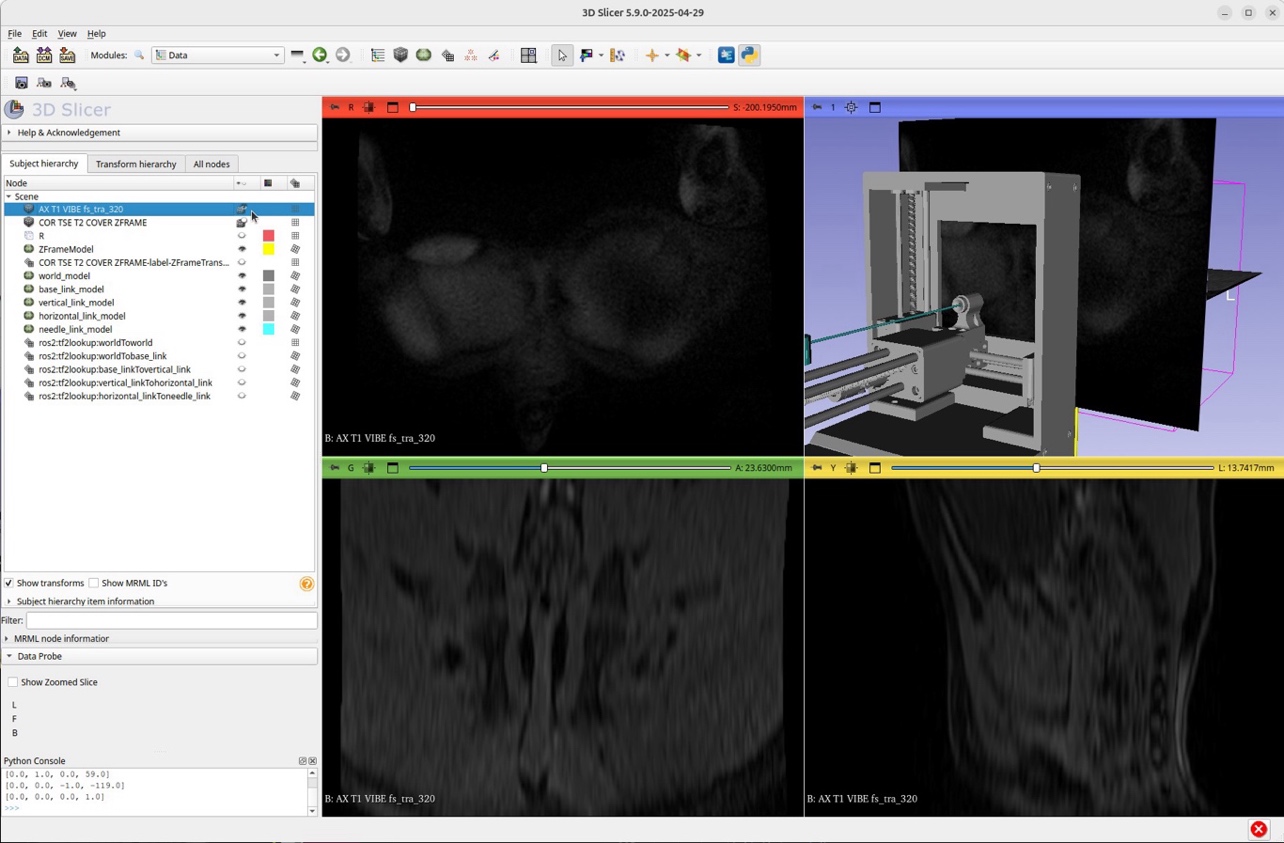 3D Slicer 5.9.0-2025-04-29
File Edit View Help
DATA DCM SAVE Modules: Data
3D Slicer
Help & Acknowledgement
Subject hierarchy Transform hierarchy All nodes
Node
Scene
AX T1 VIBE fs_tra_320
COR TSE T2 COVER ZFRAME
R
ZFrameModel
COR TSE T2 COVER ZFRAME-label-ZFrameTrans...
world_model
base_link_model
vertical_link_model
horizontal_link_model
needle_link_model
ros2:tf2lookup:worldToworld
ros2:tf2lookup:worldTobase_link
ros2:tf2lookup:base_linkTovertical_link
ros2:tf2lookup:vertical_linkTohorizontal_link
ros2:tf2lookup:horizontal_linkToneedle_link
Show transforms Show MRML ID's
Subject hierarchy item information
Filter:
MRML node informatior
Data Probe
Show Zoomed Slice
L
F
B
Python Console
[0.0, 1.0, 0.0, 59.0]
[0.0, 0.0, -1.0, -119.0]
[0.0, 0.0, 0.0, 1.0]
>>>
R S: -200.1950mm
B: AX T1 VIBE fs_tra_320
1
L
G A: 23.6300mm
B: AX T1 VIBE fs_tra_320
Y L: 13.7417mm
B: AX T1 VIBE fs_tra_320